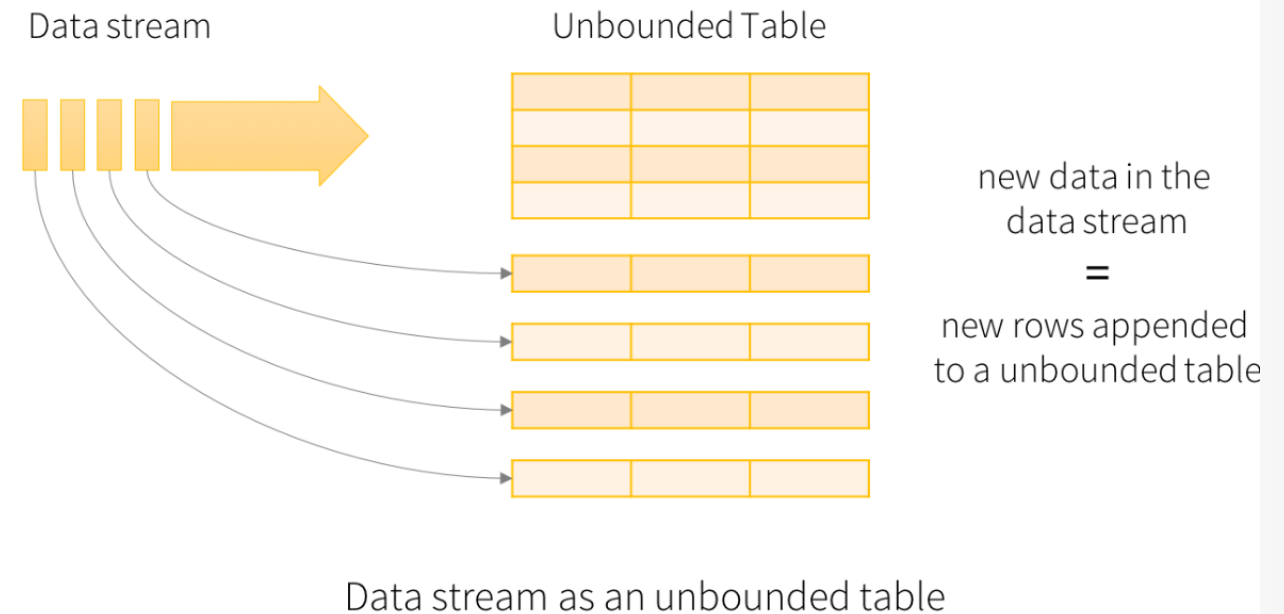 Data stream
Unbounded Table
new data in the
data stream
=
new rows appended
to a unbounded table
Data stream as an unbounded table